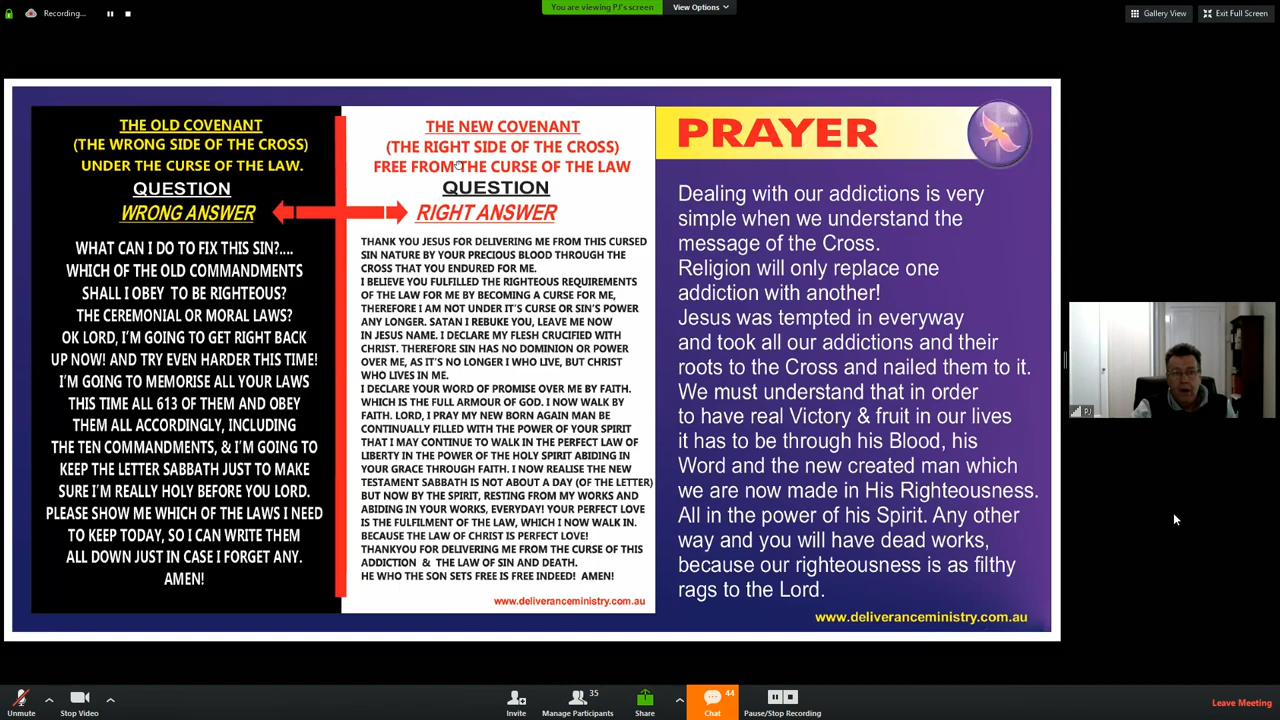 Recording...
You are viewing PJ's screen
View Options
Gallery View
Exit Full Screen
THE OLD COVENANT
(THE WRONG SIDE OF THE CROSS)
UNDER THE CURSE OF THE LAW.
QUESTION
WRONG ANSWER
WHAT CAN I DO TO FIX THIS SIN?....
WHICH OF THE OLD COMMANDMENTS
SHALL I OBEY TO BE RIGHTEOUS?
THE CEREMONIAL OR MORAL LAWS?
OK LORD, I'M GOING TO GET RIGHT BACK
UP NOW! AND TRY EVEN HARDER THIS TIME!
I'M GOING TO MEMORISE ALL YOUR LAWS
THIS TIME ALL 613 OF THEM AND OBEY
THEM ALL ACCORDINGLY, INCLUDING
THE TEN COMMANDMENTS, & I'M GOING TO
KEEP THE LETTER SABBATH JUST TO MAKE
SURE I'M REALLY HOLY BEFORE YOU LORD.
PLEASE SHOW ME WHICH OF THE LAWS I NEED
TO KEEP TODAY, SO I CAN WRITE THEM
ALL DOWN JUST IN CASE I FORGET ANY.
AMEN!
THE NEW COVENANT
(THE RIGHT SIDE OF THE CROSS)
FREE FROM THE CURSE OF THE LAW
QUESTION
RIGHT ANSWER
THANK YOU JESUS FOR DELIVERING ME FROM THIS CURSED
SIN NATURE BY YOUR PRECIOUS BLOOD THROUGH THE
CROSS THAT YOU ENDURED FOR ME.
I BELIEVE YOU FULFILLED THE RIGHTEOUS REQUIREMENTS
OF THE LAW FOR ME BY BECOMING A CURSE FOR ME,
THEREFORE I AM NOT UNDER IT'S CURSE OR SIN'S POWER
ANY LONGER. SATAN I REBUKE YOU, LEAVE ME NOW
IN JESUS NAME. I DECLARE MY FLESH CRUCIFIED WITH
CHRIST. THEREFORE SIN HAS NO DOMINION OR POWER
OVER ME, AS IT'S NO LONGER I WHO LIVE, BUT CHRIST
WHO LIVES IN ME.
I DECLARE YOUR WORD OF PROMISE OVER ME BY FAITH.
WHICH IS THE FULL ARMOUR OF GOD. I NOW WALK BY
FAITH. LORD, I PRAY MY NEW BORN AGAIN MAN BE
CONTINUALLY FILLED WITH THE POWER OF YOUR SPIRIT
THAT I MAY CONTINUE TO WALK IN THE PERFECT LAW OF
LIBERTY IN THE POWER OF THE HOLY SPIRIT ABIDING IN
YOUR GRACE THROUGH FAITH. I NOW REALISE THE NEW
TESTAMENT SABBATH IS NOT ABOUT A DAY (OF THE LETTER)
BUT NOW BY THE SPIRIT, RESTING FROM MY WORKS AND
ABIDING IN YOUR WORKS, EVERYDAY! YOUR PERFECT LOVE
IS THE FULFILMENT OF THE LAW, WHICH I NOW WALK IN.
BECAUSE THE LAW OF CHRIST IS PERFECT LOVE!
THANKYOU FOR DELIVERING ME FROM THE CURSE OF THIS
ADDICTION & THE LAW OF SIN AND DEATH.
HE WHO THE SON SETS FREE IS FREE INDEED! AMEN!
www.deliveranceministry.com.au
PRAYER
Dealing with our addictions is very
simple when we understand the
message of the Cross.
Religion will only replace one
addiction with another!
Jesus was tempted in everyway
and took all our addictions and their
roots to the Cross and nailed them to it.
We must understand that in order
to have real Victory & fruit in our lives
it has to be through his Blood, his
Word and the new created man which
we are now made in His Righteousness.
All in the power of his Spirit. Any other
way and you will have dead works,
because our righteousness is as filthy
rags to the Lord.
www.deliveranceministry.com.au
PJ
Unmute
Stop Video
Invite
35
Manage Participants
Share
44
Chat
Pause/Stop Recording
Leave Meeting